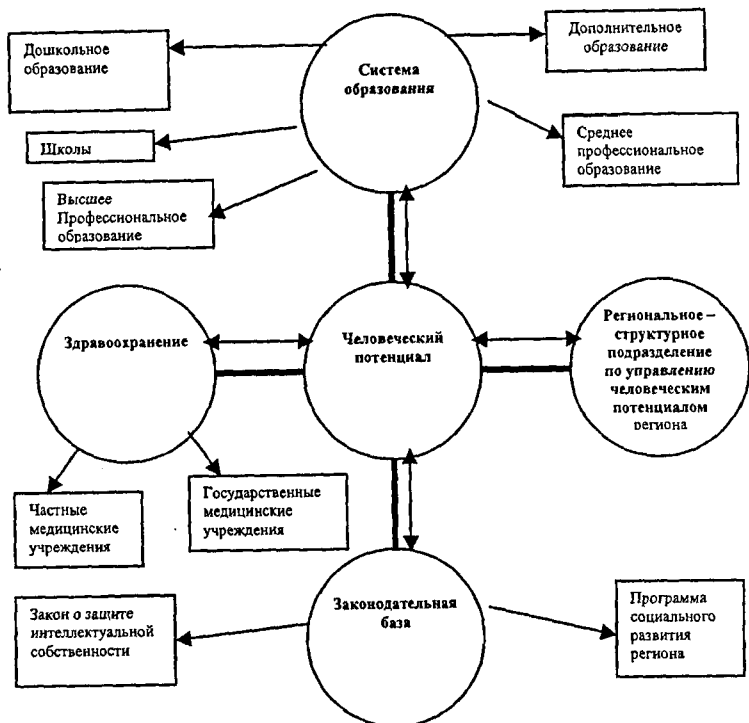 Дошкольное
образование
Система
образования
Дополнительное
образование
Школы
Среднее
профессиональное
образование
Высшее
Профессиональное
образование
Здравоохранение
Человеческий
потенциал
Региональное –
структурное
подразделение
по управлению
человеческим
потенциалом
региона
Частные
медицинские
учреждения
Государственные
медицинские
учреждения
Закон о защите
интеллектуальной
собственности
Законодательная
база
Программа
социального
развития
региона